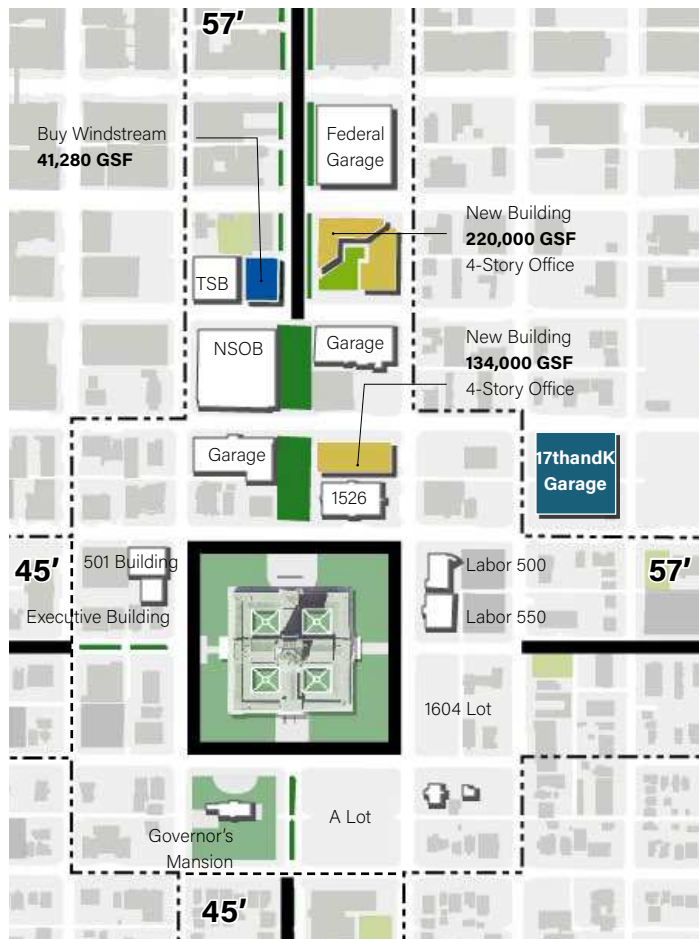 57’
Buy Windstream
41,280 GSF
Federal
Garage
New Building
220,000 GSF
4-Story Office
TSB
NSOB
Garage
New Building
134,000 GSF
4-Story Office
Garage
1526
17thandK
Garage
45’
501 Building
Executive Building
Labor 500
57’
Labor 550
1604 Lot
A Lot
Governor’s
Mansion
45’